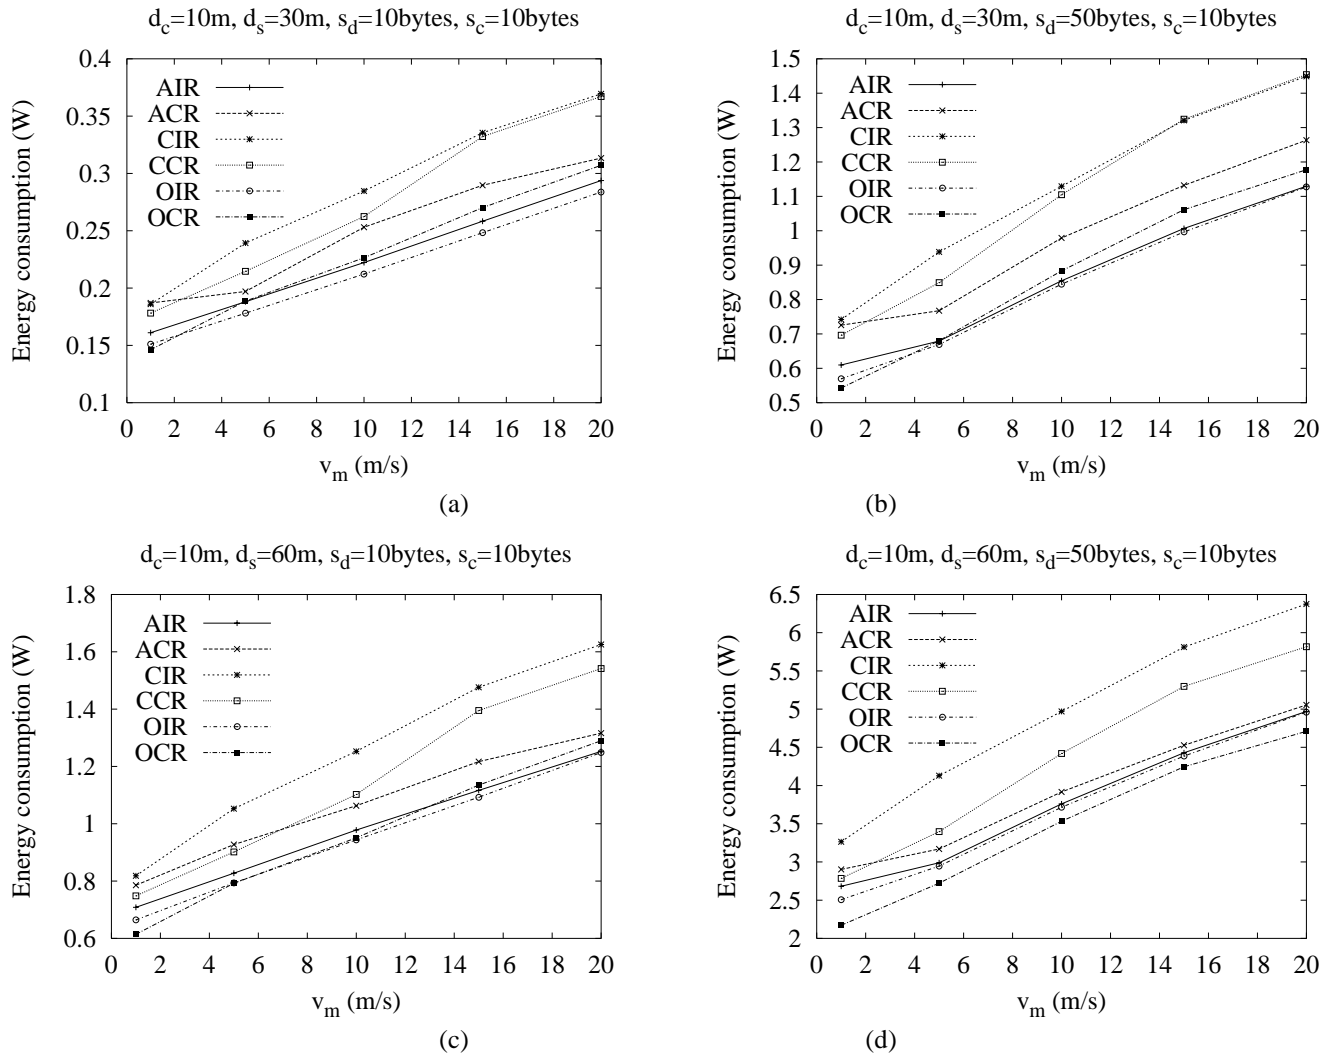 d_c=10m, d_s=30m, s_d=10bytes, s_c=10bytes
Energy consumption (W)
0.4
0.35
0.3
0.25
0.2
0.15
0.1
AIR
ACR
CIR
CCR
OIR
OCR
0 2 4 6 8 10 12 14 16 18 20
v_m (m/s)
(a)
d_c=10m, d_s=30m, s_d=50bytes, s_c=10bytes
Energy consumption (W)
1.5
1.4
1.3
1.2
1.1
1
0.9
0.8
0.7
0.6
0.5
AIR
ACR
CIR
CCR
OIR
OCR
0 2 4 6 8 10 12 14 16 18 20
v_m (m/s)
(b)
d_c=10m, d_s=60m, s_d=10bytes, s_c=10bytes
Energy consumption (W)
1.8
1.6
1.4
1.2
1
0.8
0.6
AIR
ACR
CIR
CCR
OIR
OCR
0 2 4 6 8 10 12 14 16 18 20
v_m (m/s)
(c)
d_c=10m, d_s=60m, s_d=50bytes, s_c=10bytes
Energy consumption (W)
6.5
6
5.5
5
4.5
4
3.5
3
2.5
2
AIR
ACR
CIR
CCR
OIR
OCR
0 2 4 6 8 10 12 14 16 18 20
v_m (m/s)
(d)